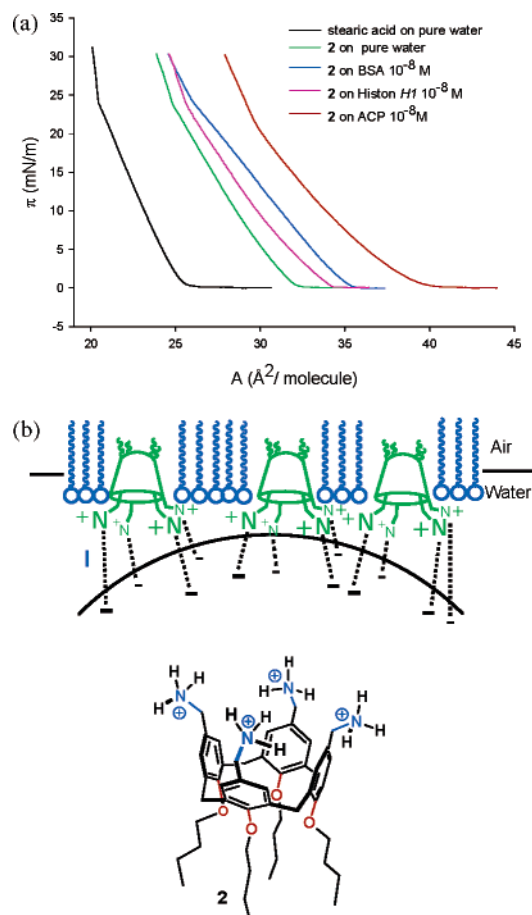 (a)
35
30
25
20
15
10
5
0
-5
π (mN/m)
stearic acid on pure water
2 on pure water
2 on BSA 10⁻⁸ M
2 on Histon H1 10⁻⁸ M
2 on ACP 10⁻⁸M
20 25 30 35 40 45
A (Å²/ molecule)
(b)
Air
Water
+N +N +N N+ +N N+ +N +N N+
I
- - - - - - - - -
H H H H
H N N H H
⊕ ⊕ N
H H H ⊕ H
H N ⊕ H
H
O O
O O
2